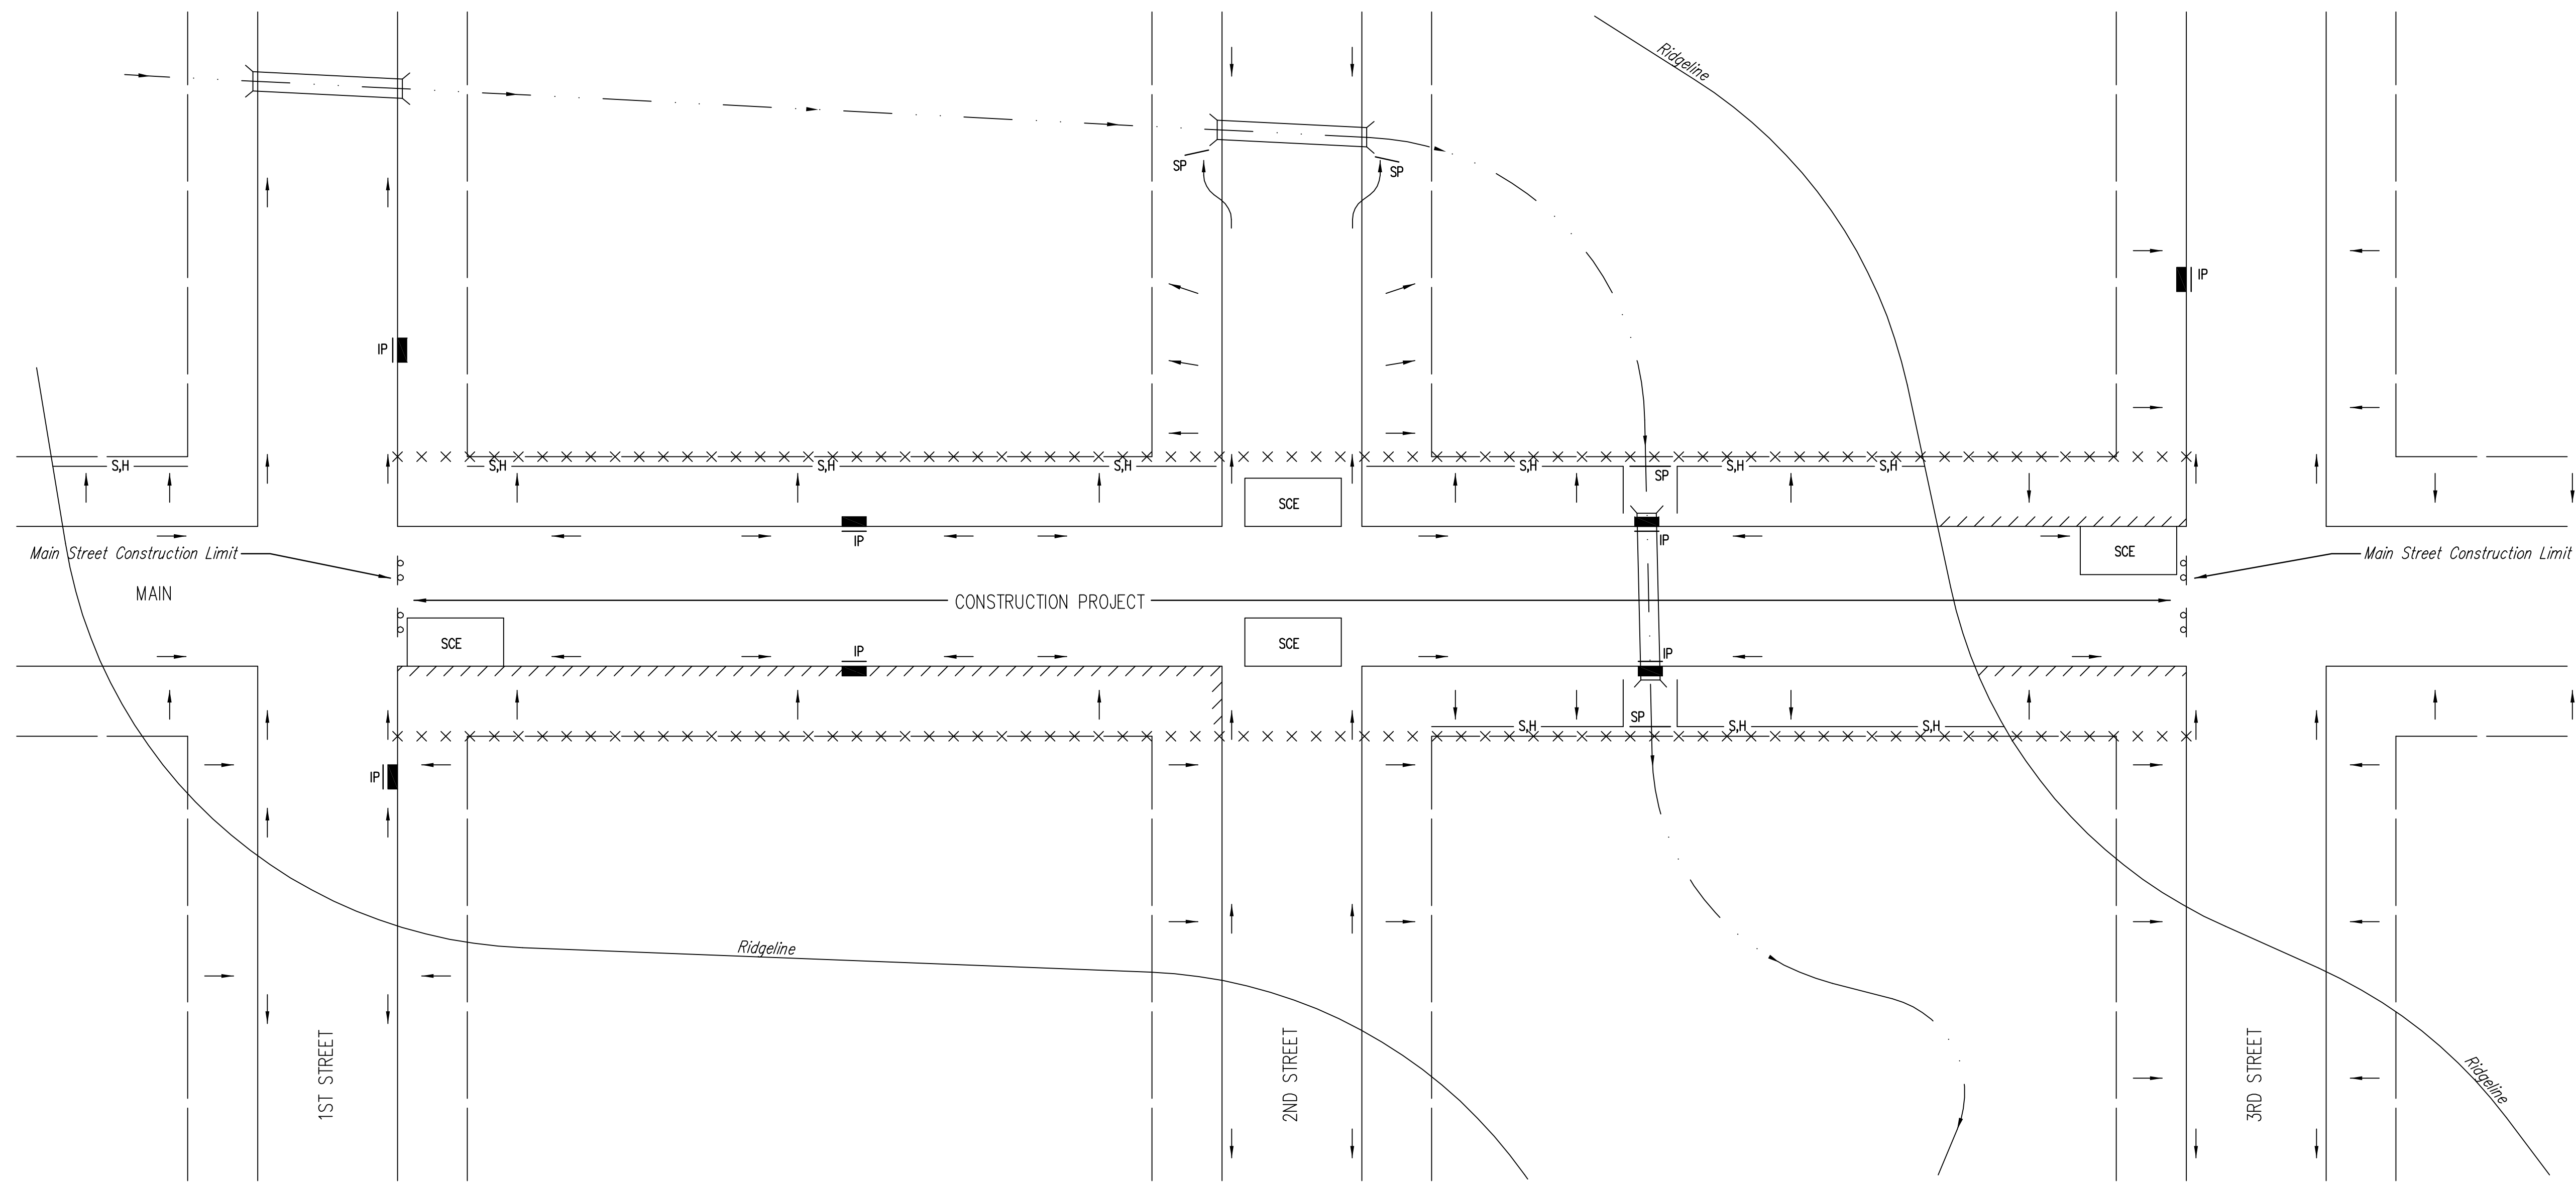 Ridgeline
SP
SP
IP
IP
S,H
S,H
S,H
S,H
S,H
S,H
S,H
SP
SCE
IP
IP
Main Street Construction Limit
SCE
Main Street Construction Limit
MAIN
CONSTRUCTION PROJECT
SCE
SCE
IP
IP
SP
S,H
S,H
S,H
IP
Ridgeline
1ST STREET
2ND STREET
3RD STREET
Ridgeline